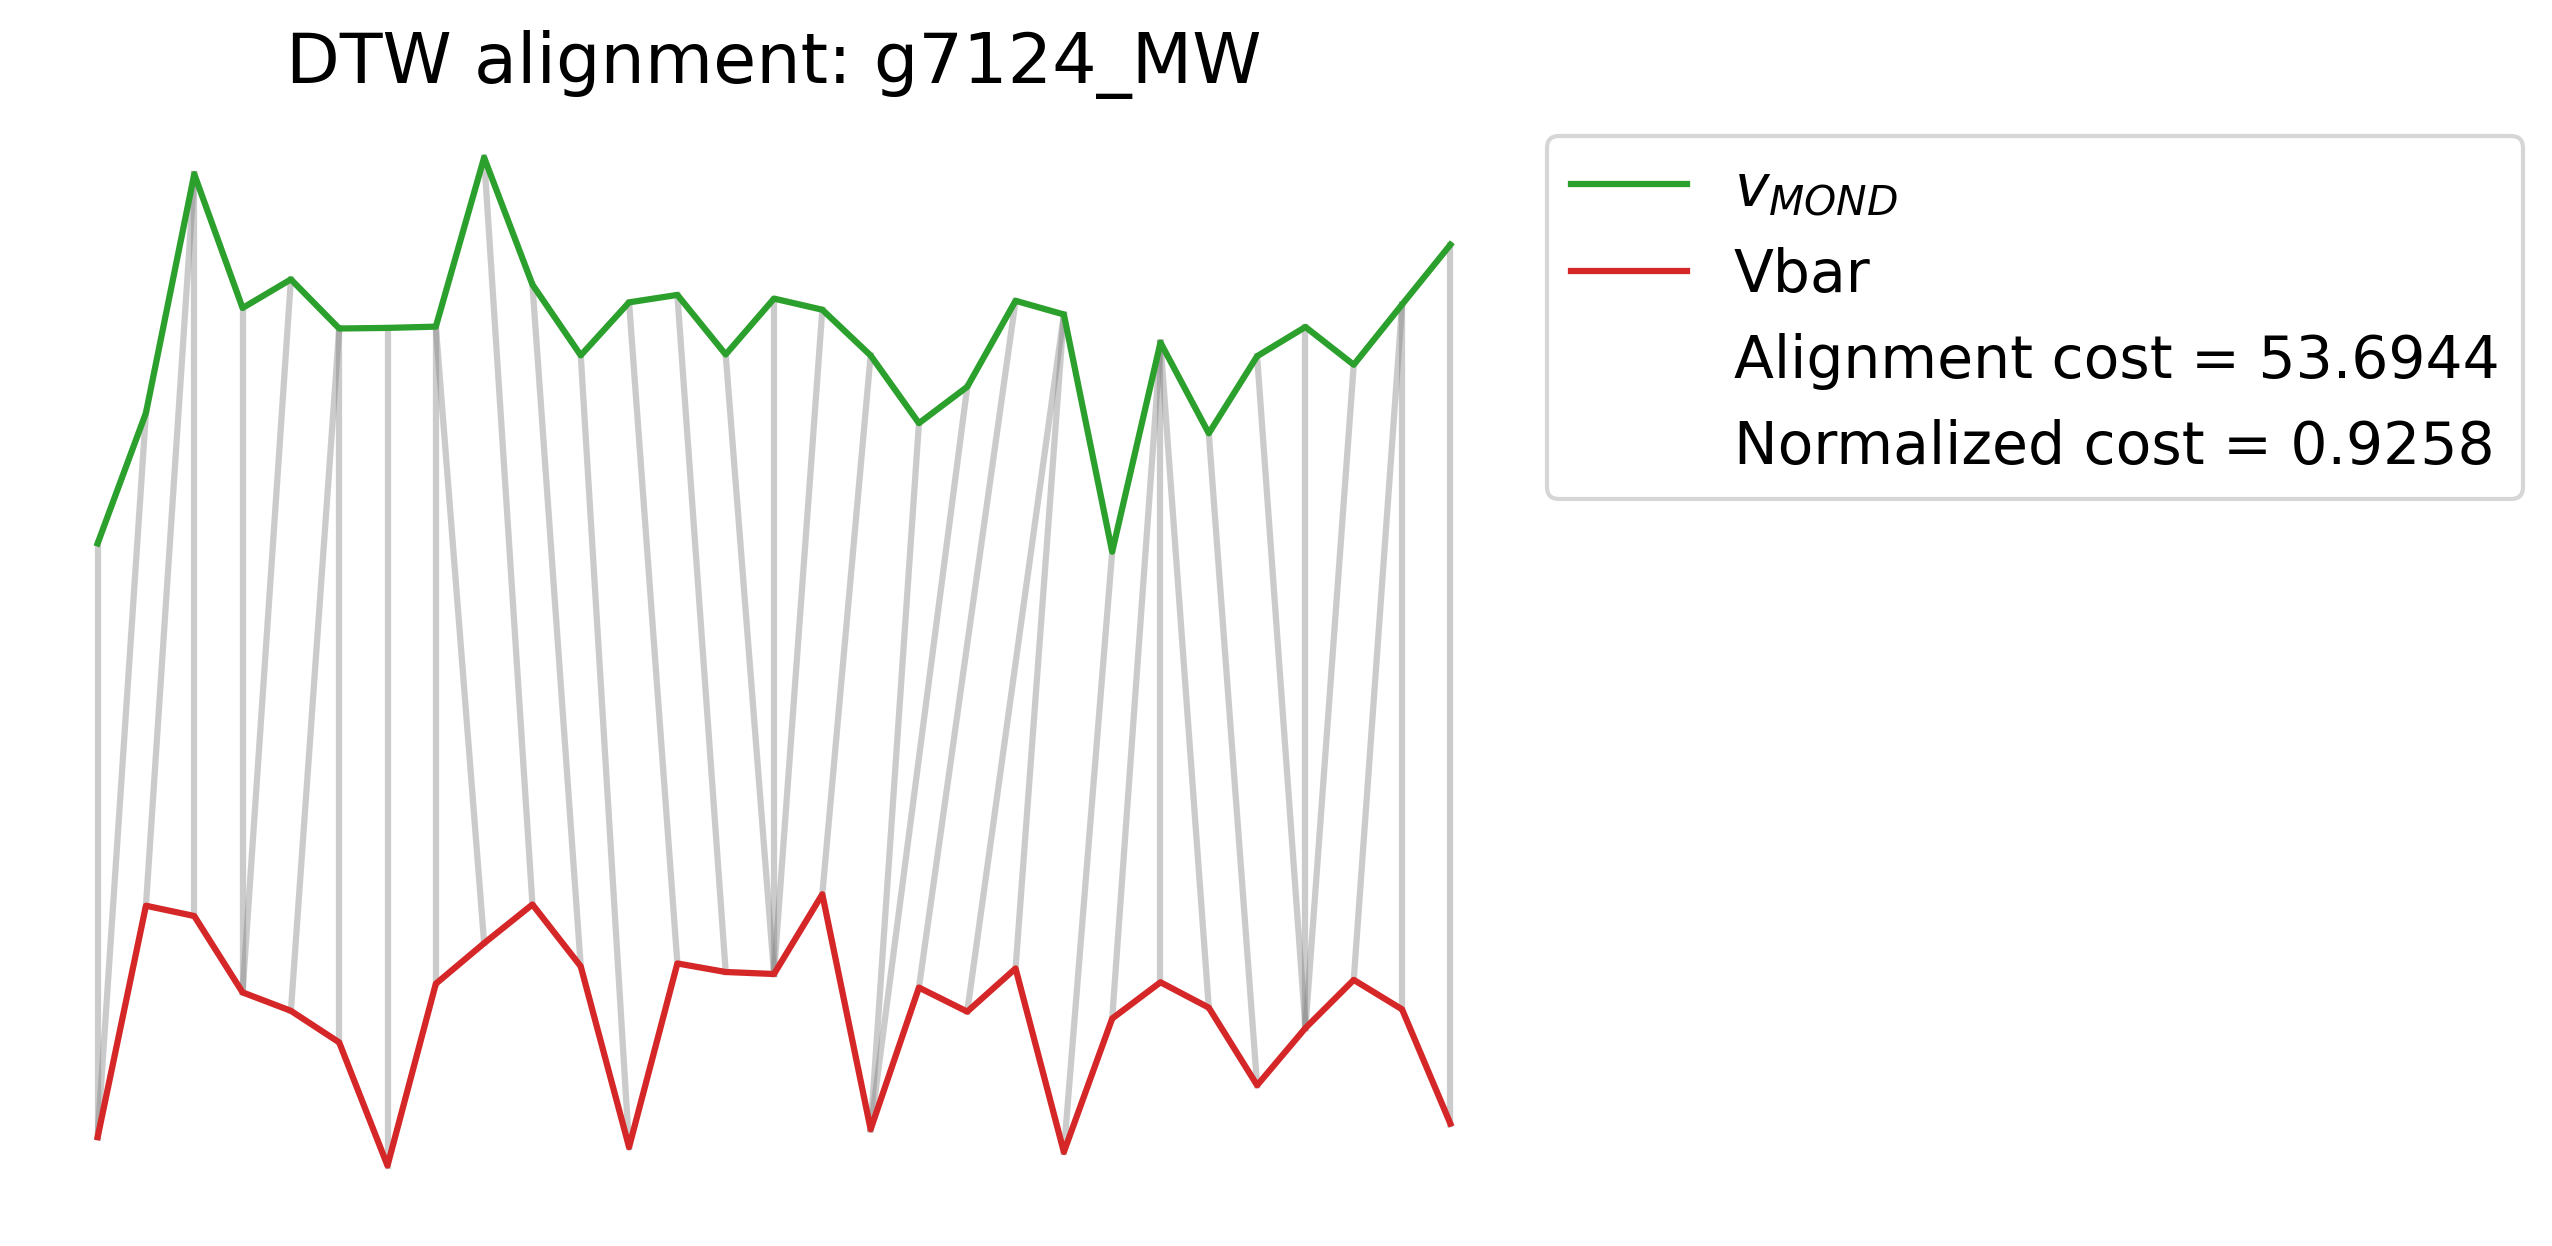 DTW alignment: g7124_MW
v_MOND
Vbar
Alignment cost = 53.6944
Normalized cost = 0.9258